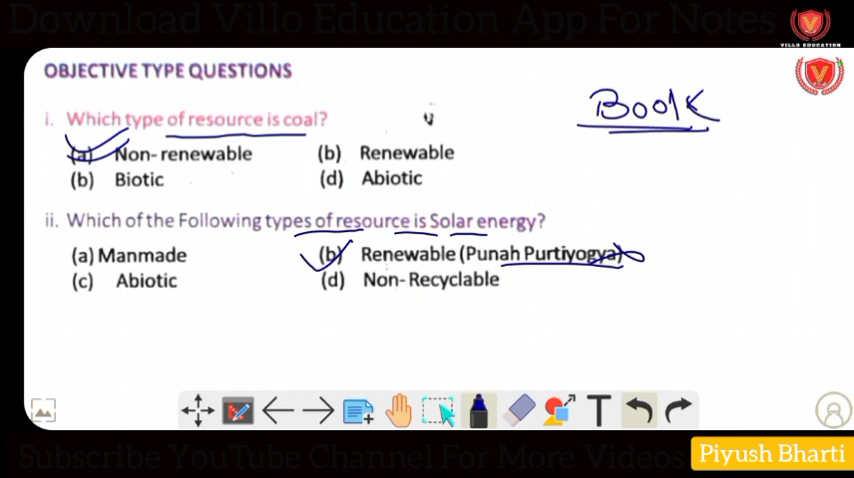 Download Villo Education App For Notes
VILLO EDUCATION
OBJECTIVE TYPE QUESTIONS
Book
i. Which type of resource is coal?
(a) Non-renewable (b) Renewable
(b) Biotic (d) Abiotic
ii. Which of the Following types of resource is Solar energy?
(a) Manmade (b) Renewable (Punah Purtiyogya)
(c) Abiotic (d) Non-Recyclable
T
Subscribe YouTube Channel For More Videos
Piyush Bharti